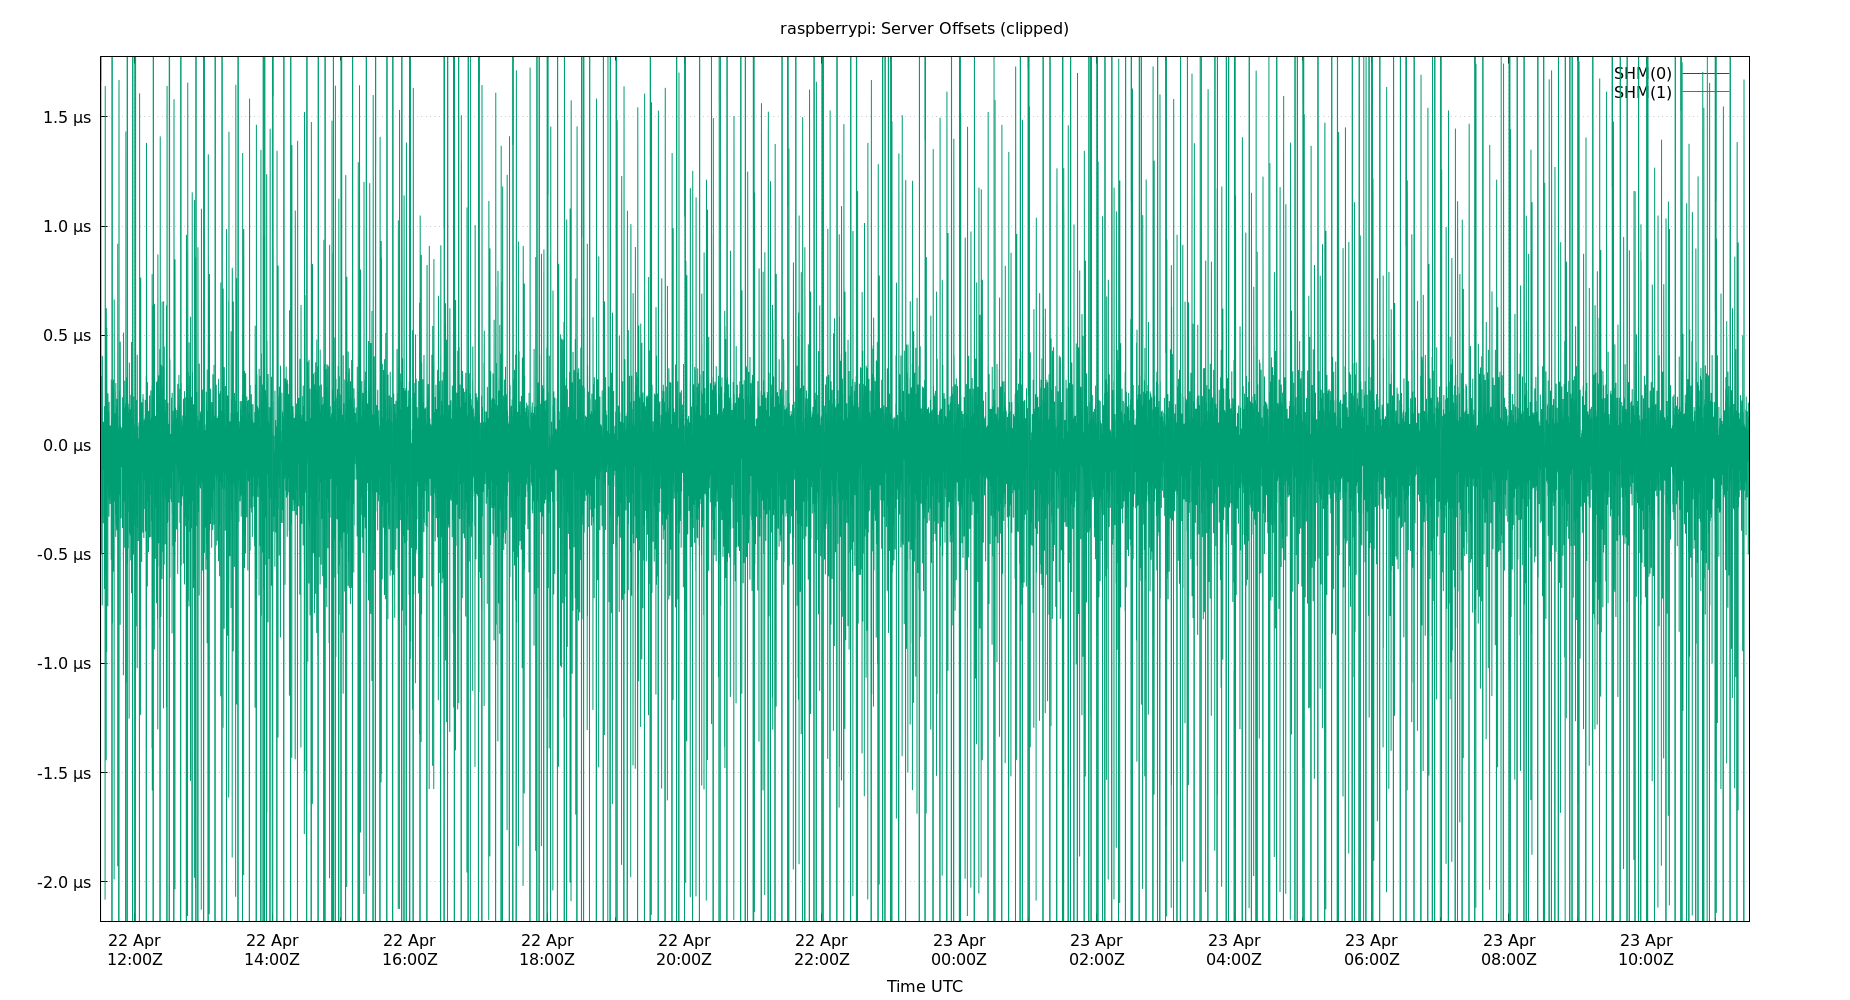 raspberrypi: Server Offsets (clipped)
SHM(0)
SHM(1)
1.5 μs
1.0 μs
0.5 μs
0.0 μs
-0.5 μs
-1.0 μs
-1.5 μs
-2.0 μs
22 Apr 22 Apr 22 Apr 22 Apr 22 Apr 22 Apr 23 Apr 23 Apr 23 Apr 23 Apr 23 Apr 23 Apr
12:00Z 14:00Z 16:00Z 18:00Z 20:00Z 22:00Z 00:00Z 02:00Z 04:00Z 06:00Z 08:00Z 10:00Z
Time UTC